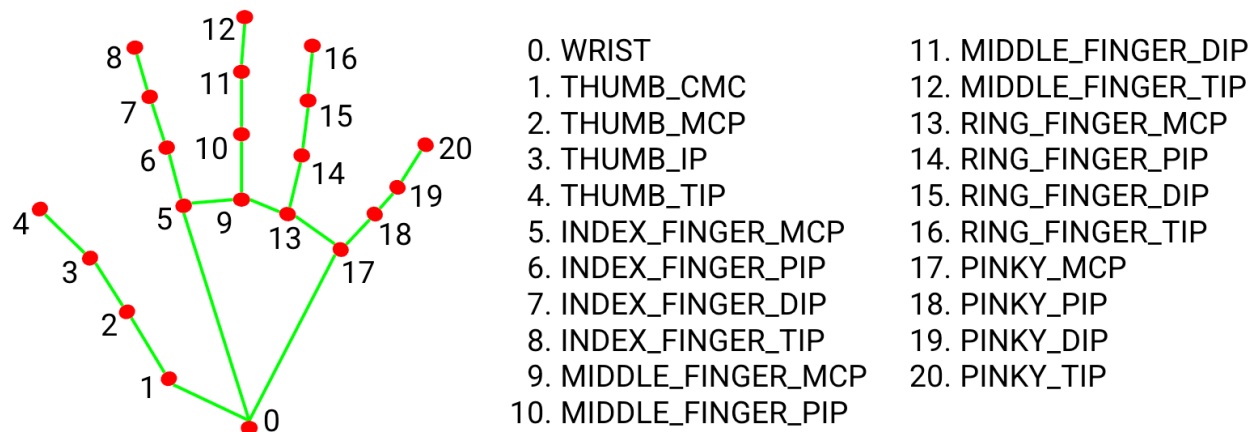 12
8
16
11
7
15
10
6
20
14
19
4
5
9
13
18
3
17
2
1
0
0. WRIST
1. THUMB_CMC
2. THUMB_MCP
3. THUMB_IP
4. THUMB_TIP
5. INDEX_FINGER_MCP
6. INDEX_FINGER_PIP
7. INDEX_FINGER_DIP
8. INDEX_FINGER_TIP
9. MIDDLE_FINGER_MCP
10. MIDDLE_FINGER_PIP
11. MIDDLE_FINGER_DIP
12. MIDDLE_FINGER_TIP
13. RING_FINGER_MCP
14. RING_FINGER_PIP
15. RING_FINGER_DIP
16. RING_FINGER_TIP
17. PINKY_MCP
18. PINKY_PIP
19. PINKY_DIP
20. PINKY_TIP